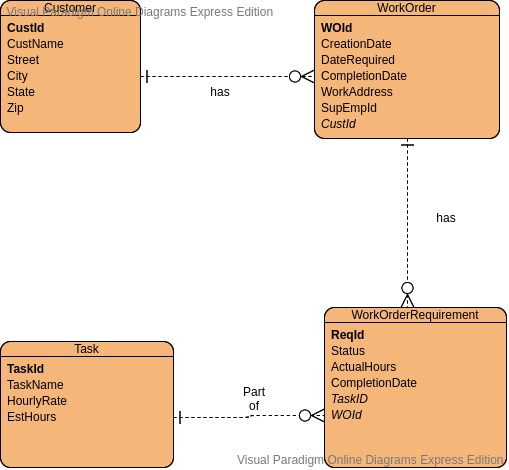 Visual Paradigm Online Diagrams Express Edition
Customer
CustId
CustName
Street
City
State
Zip
has
WorkOrder
WOId
CreationDate
DateRequired
CompletionDate
WorkAddress
SupEmpId
CustId
has
Task
TaskId
TaskName
HourlyRate
EstHours
Part
of
WorkOrderRequirement
ReqId
Status
ActualHours
CompletionDate
TaskID
WOId
Visual Paradigm Online Diagrams Express Edition